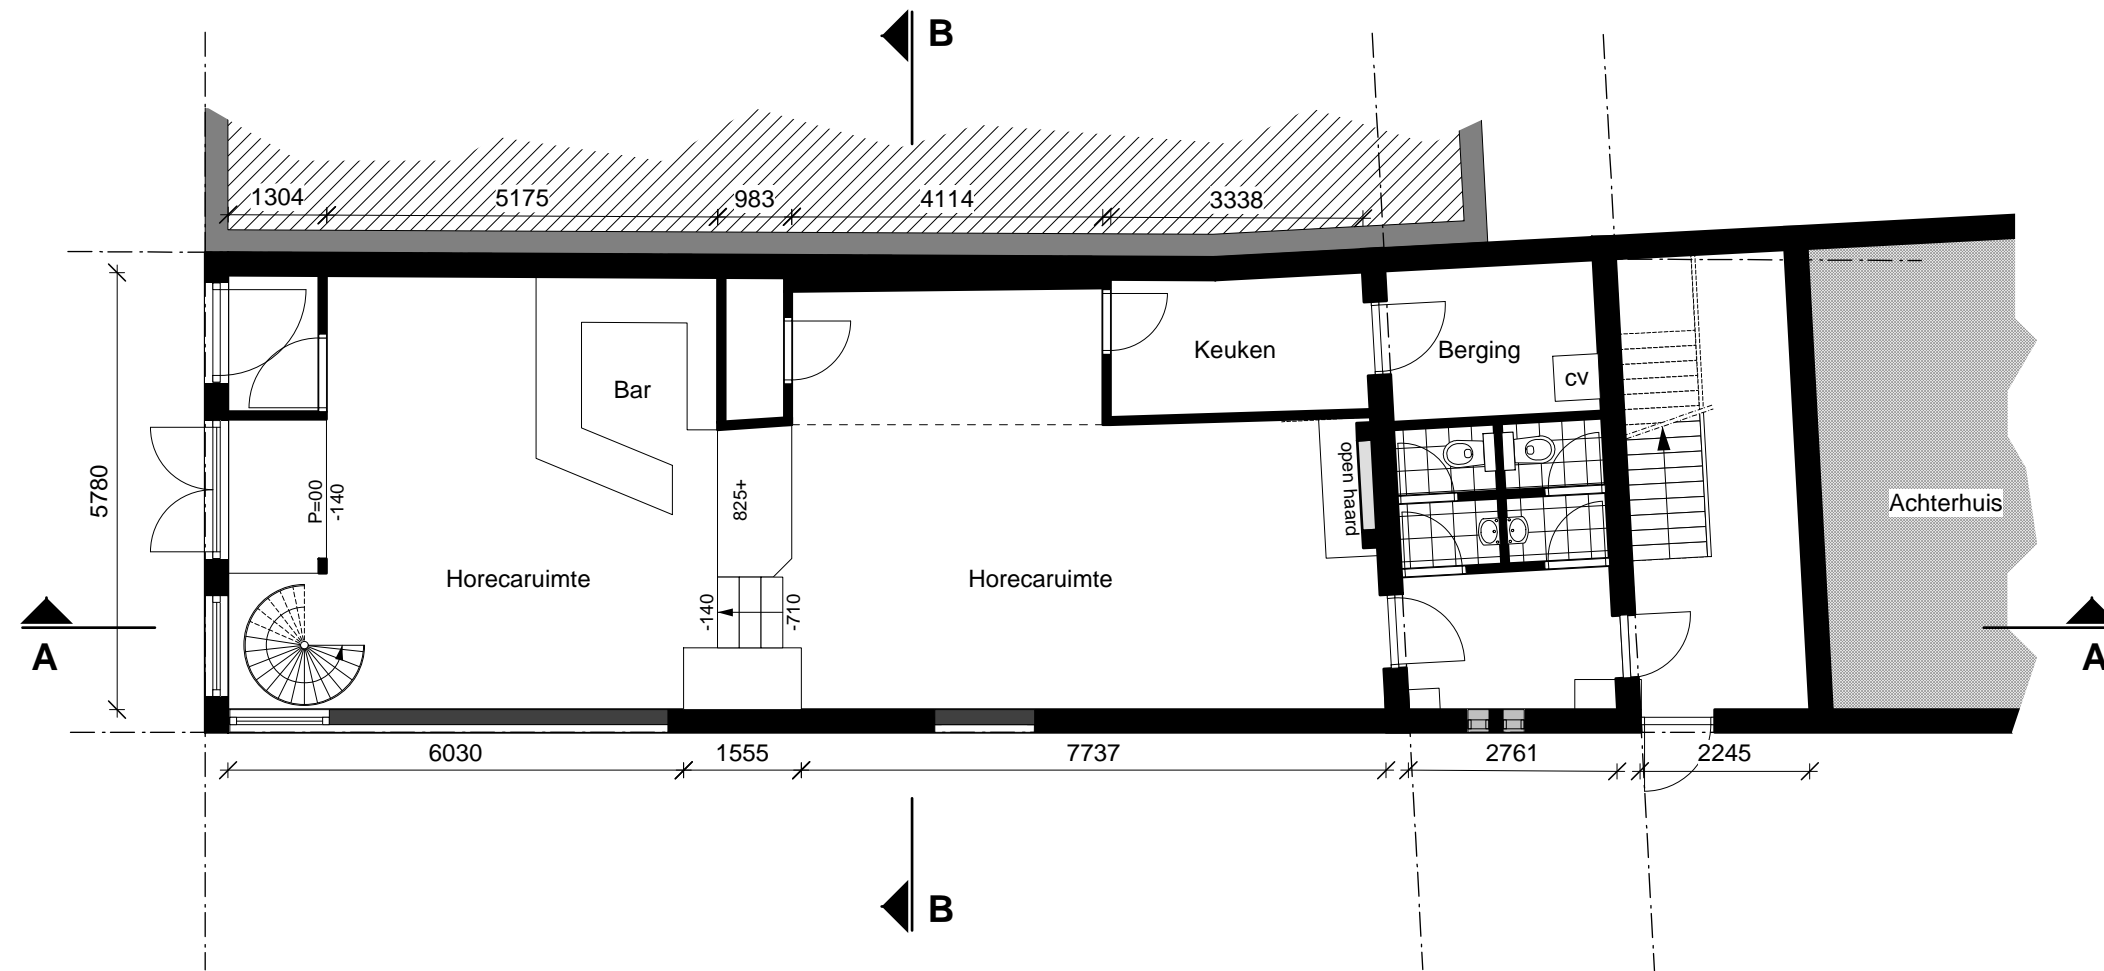 B
1304
5175
983
4114
3338
Keuken
Berging
cv
Bar
5780
P=00
-140
825+
open haard
Achterhuis
Horecaruimte
Horecaruimte
-140
-710
A
A
6030
1555
7737
2761
2245
B